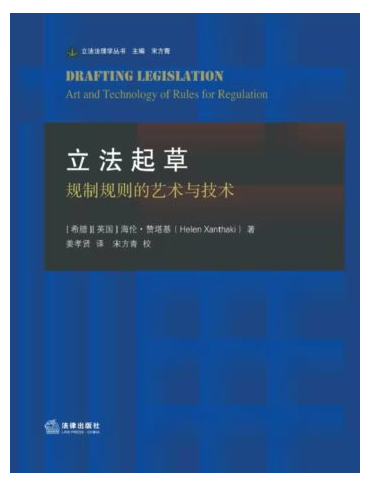 立法法理学丛书 主编 宋方青
DRAFTING LEGISLATION
Art and Technology of Rules for Regulation
立法起草
规制规则的艺术与技术
[希腊][英国]海伦·赞塔基(Helen Xanthaki) 著
姜孝贤 译 宋方青 校
法律出版社
LAW PRESS·CHINA